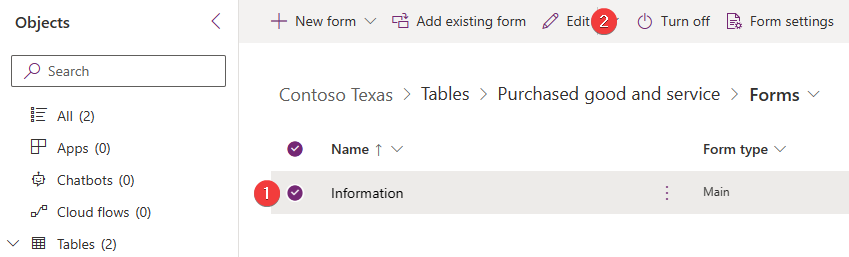 Objects
New form
Add existing form
Edit
2
Turn off
Form settings
Search
Contoso Texas > Tables > Purchased good and service > Forms
All (2)
Apps (0)
Chatbots (0)
Cloud flows (0)
Tables (2)
Name ↑
Form type
1
Information
Main